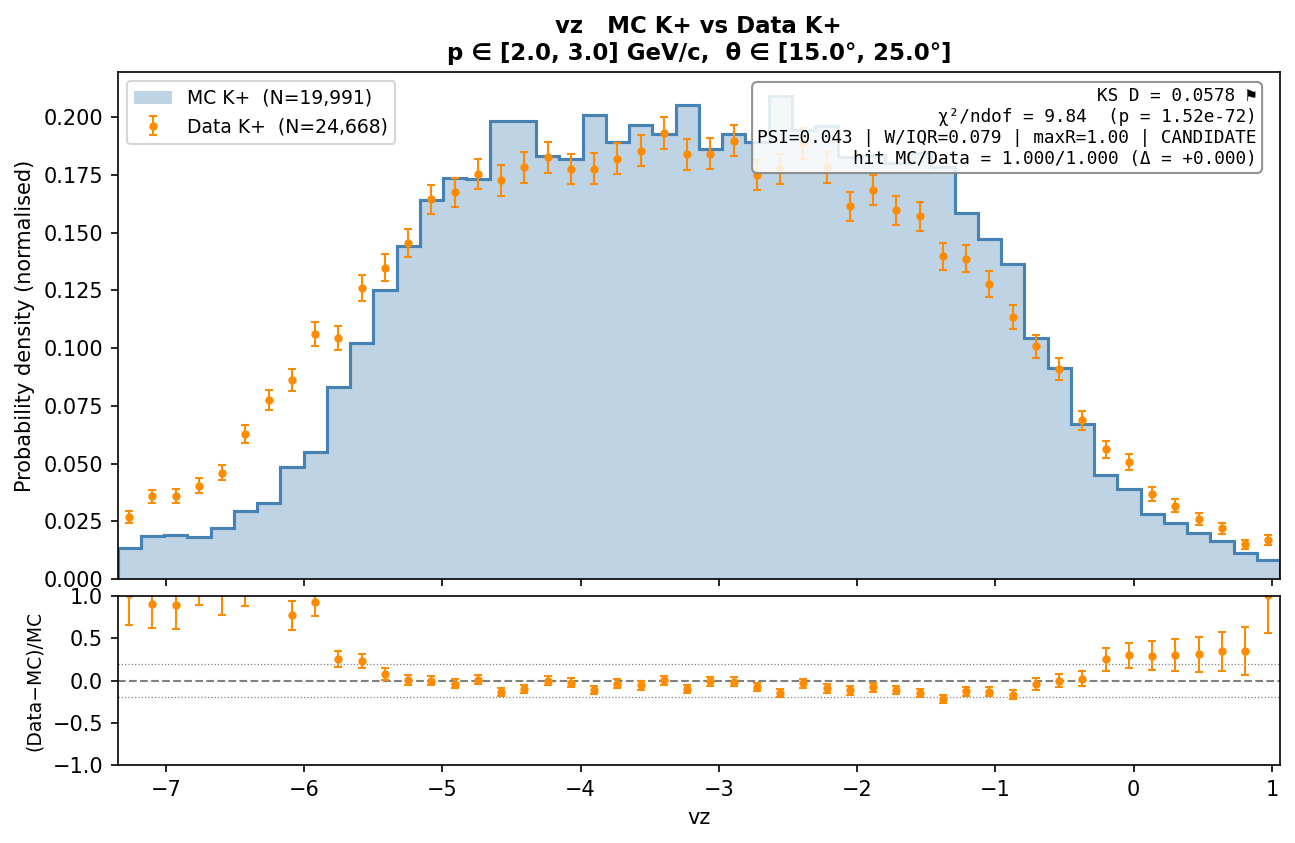 vz   MC K+ vs Data K+
p ∈ [2.0, 3.0] GeV/c,  θ ∈ [15.0°, 25.0°]
MC K+  (N=19,991)
Data K+  (N=24,668)
KS D = 0.0578 ⚑
χ²/ndof = 9.84  (p = 1.52e-72)
PSI=0.043 | W/IQR=0.079 | maxR=1.00 | CANDIDATE
hit MC/Data = 1.000/1.000 (Δ = +0.000)
Probability density (normalised)
0.200
0.175
0.150
0.125
0.100
0.075
0.050
0.025
0.000
(Data−MC)/MC
1.0
0.5
0.0
−0.5
−1.0
−7 −6 −5 −4 −3 −2 −1 0 1
vz